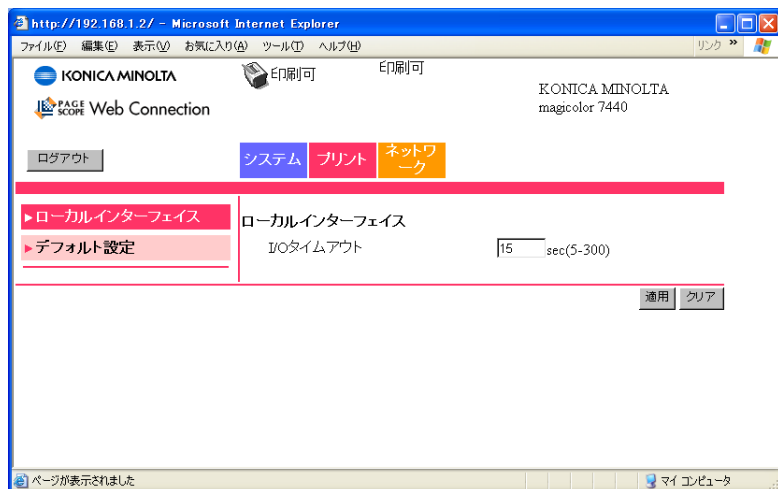 http://192.168.1.2/ - Microsoft Internet Explorer
ファイル(F) 編集(E) 表示(V) お気に入り(A) ツール(T) ヘルプ(H) リンク »
KONICA MINOLTA 印刷可 印刷可
KONICA MINOLTA
PAGE SCOPE Web Connection magicolor 7440
ログアウト システム プリント ネットワ
ーク
▶ローカルインターフェイス ローカルインターフェイス
▶デフォルト設定 I/Oタイムアウト 15 sec(5-300)
適用 クリア
ページが表示されました マイ コンピュータ